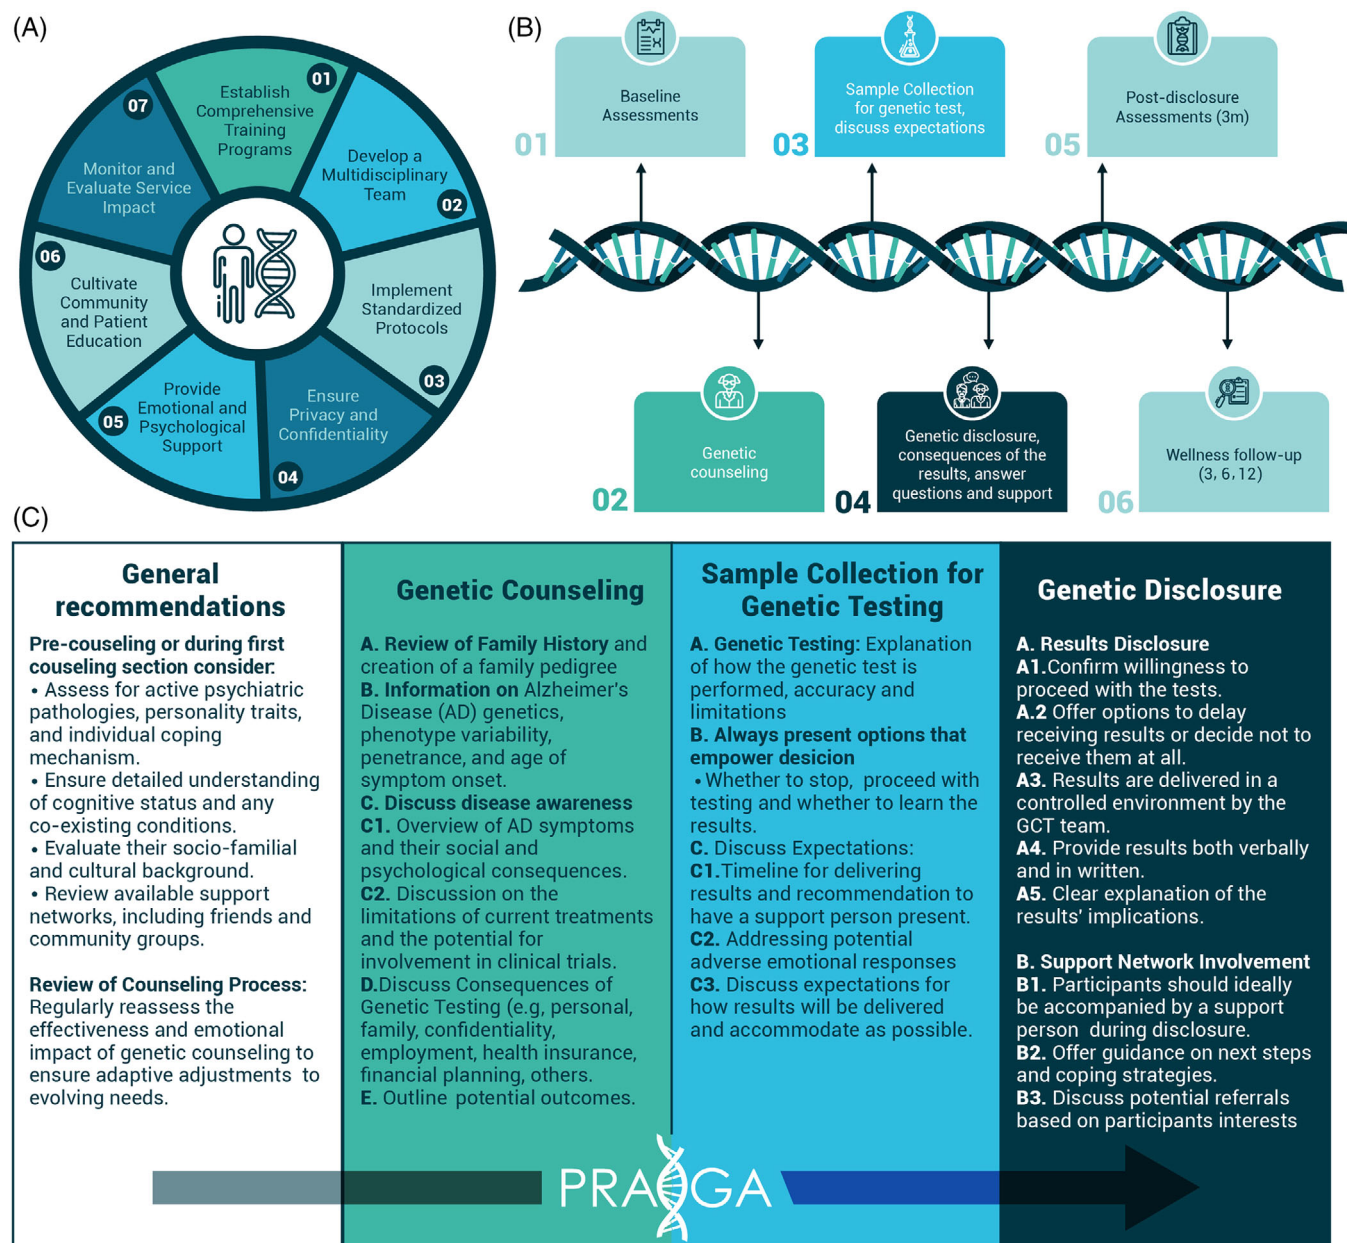 (A)
01
Establish
Comprehensive
Training
Programs
Develop a
Multidisciplinary
Team
02
Implement
Standardized
Protocols
03
Ensure
Privacy and
Confidentiality
04
Provide
Emotional and
Psychological
Support
05
06
Cultivate
Community
and Patient
Education
07
Monitor and
Evaluate Service
Impact
(B)
Baseline
Assessments
01
Genetic
counseling
02
Sample Collection
for genetic test,
discuss expectations
03
Genetic disclosure,
consequences of the
results, answer
questions and support
04
Post-disclosure
Assessments (3m)
05
Wellness follow-up
(3, 6, 12)
06
(C)
General
recommendations
Pre-couseling or during first
couseling section consider:
• Assess for active psychiatric
pathologies, personality traits,
and individual coping
mechanism.
• Ensure detailed understanding
of cognitive status and any
co-existing conditions.
• Evaluate their socio-familial
and cultural background.
• Review available support
networks, including friends and
community groups.
Review of Counseling Process:
Regularly reassess the
effectiveness and emotional
impact of genetic counseling to
ensure adaptive adjustments to
evolving needs.
Genetic Counseling
A. Review of Family History and
creation of a family pedigree
B. Information on Alzheimer's
Disease (AD) genetics,
phenotype variability,
penetrance, and age of
symptom onset.
C. Discuss disease awareness
C1. Overview of AD symptoms
and their social and
psychological consequences.
C2. Discussion on the
limitations of current treatments
and the potential for
involvement in clinical trials.
D.Discuss Consequences of
Genetic Testing (e.g, personal,
family, confidentiality,
employment, health insurance,
financial planning, others.
E. Outline potential outcomes.
Sample Collection for
Genetic Testing
A. Genetic Testing: Explanation
of how the genetic test is
performed, accuracy and
limitations
B. Always present options that
empower desicion
• Whether to stop, proceed with
testing and whether to learn the
results.
C. Discuss Expectations:
C1.Timeline for delivering
results and recommendation to
have a support person present.
C2. Addressing potential
adverse emotional responses
C3. Discuss expectations for
how results will be delivered
and accommodate as possible.
Genetic Disclosure
A. Results Disclosure
A1.Confirm willingness to
proceed with the tests.
A.2 Offer options to delay
receiving results or decide not to
receive them at all.
A3. Results are delivered in a
controlled environment by the
GCT team.
A4. Provide results both verbally
and in written.
A5. Clear explanation of the
results' implications.
B. Support Network Involvement
B1. Participants should ideally
be accompanied by a support
person during disclosure.
B2. Offer guidance on next steps
and coping strategies.
B3. Discuss potential referrals
based on participants interests
PRAGA